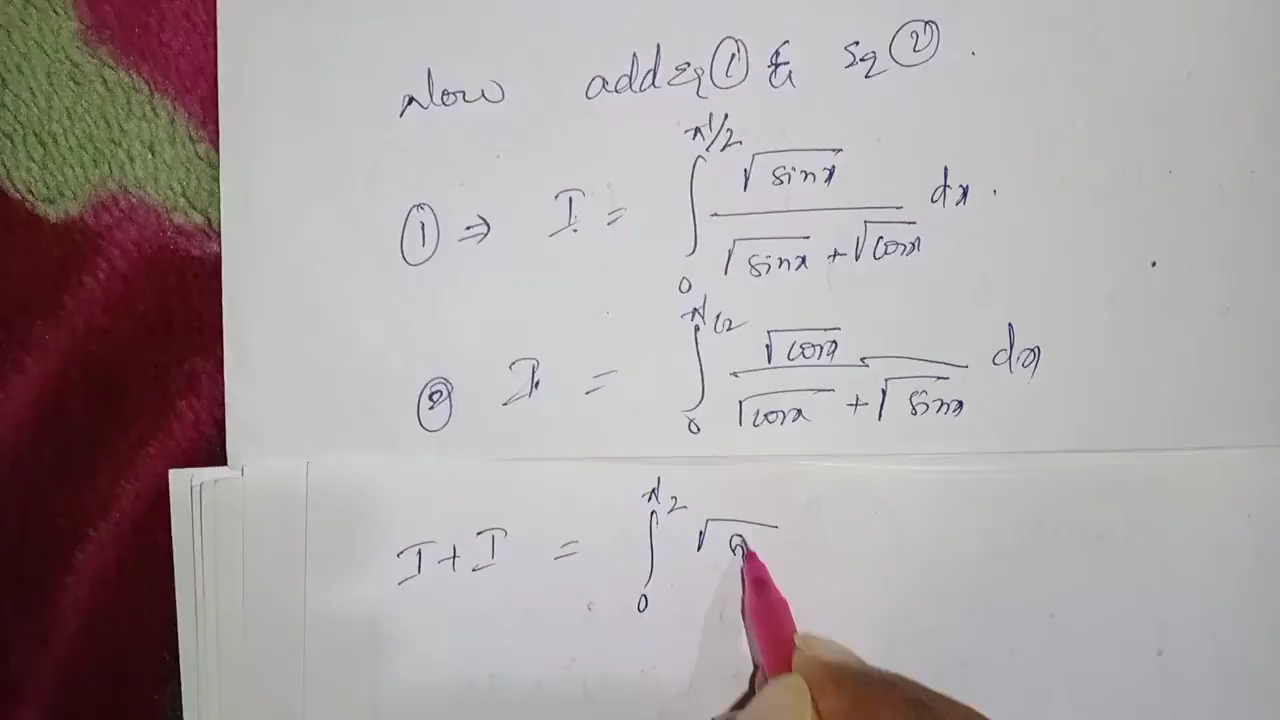 Now add Eq ① & Eq ② .
① ⇒ I = ∫₀^π/2 √sinx / (√sinx + √cosx) dx .
② I = ∫₀^π/2 √cosx / (√cosx + √sinx) dx
I + I = ∫₀^π/2 √